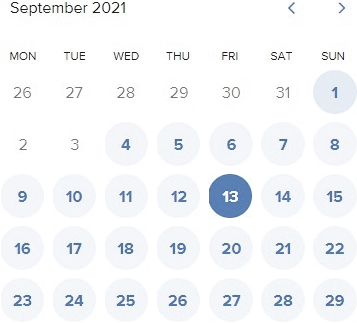 September 2021
MON TUE WED THU FRI SAT SUN
26 27 28 29 30 31 1
2 3 4 5 6 7 8
9 10 11 12 13 14 15
16 17 18 19 20 21 22
23 24 25 26 27 28 29